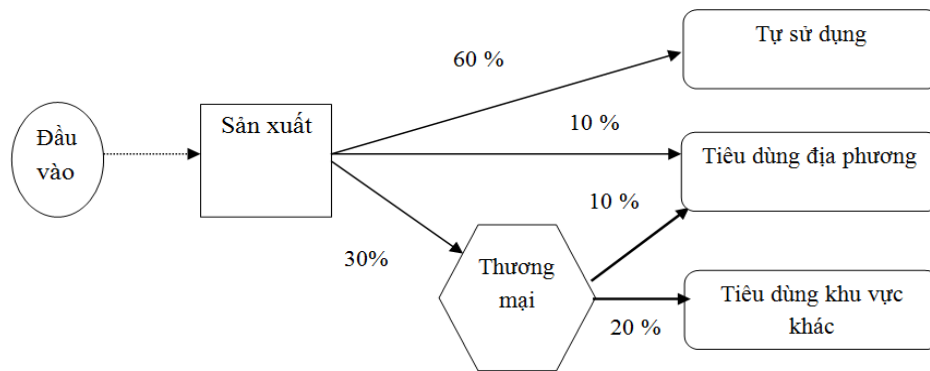 Tự sử dụng
60 %
Sản xuất
10 %
Đầu
vào
Tiêu dùng địa phương
10 %
30%
Thương
mại
Tiêu dùng khu vực
khác
20 %